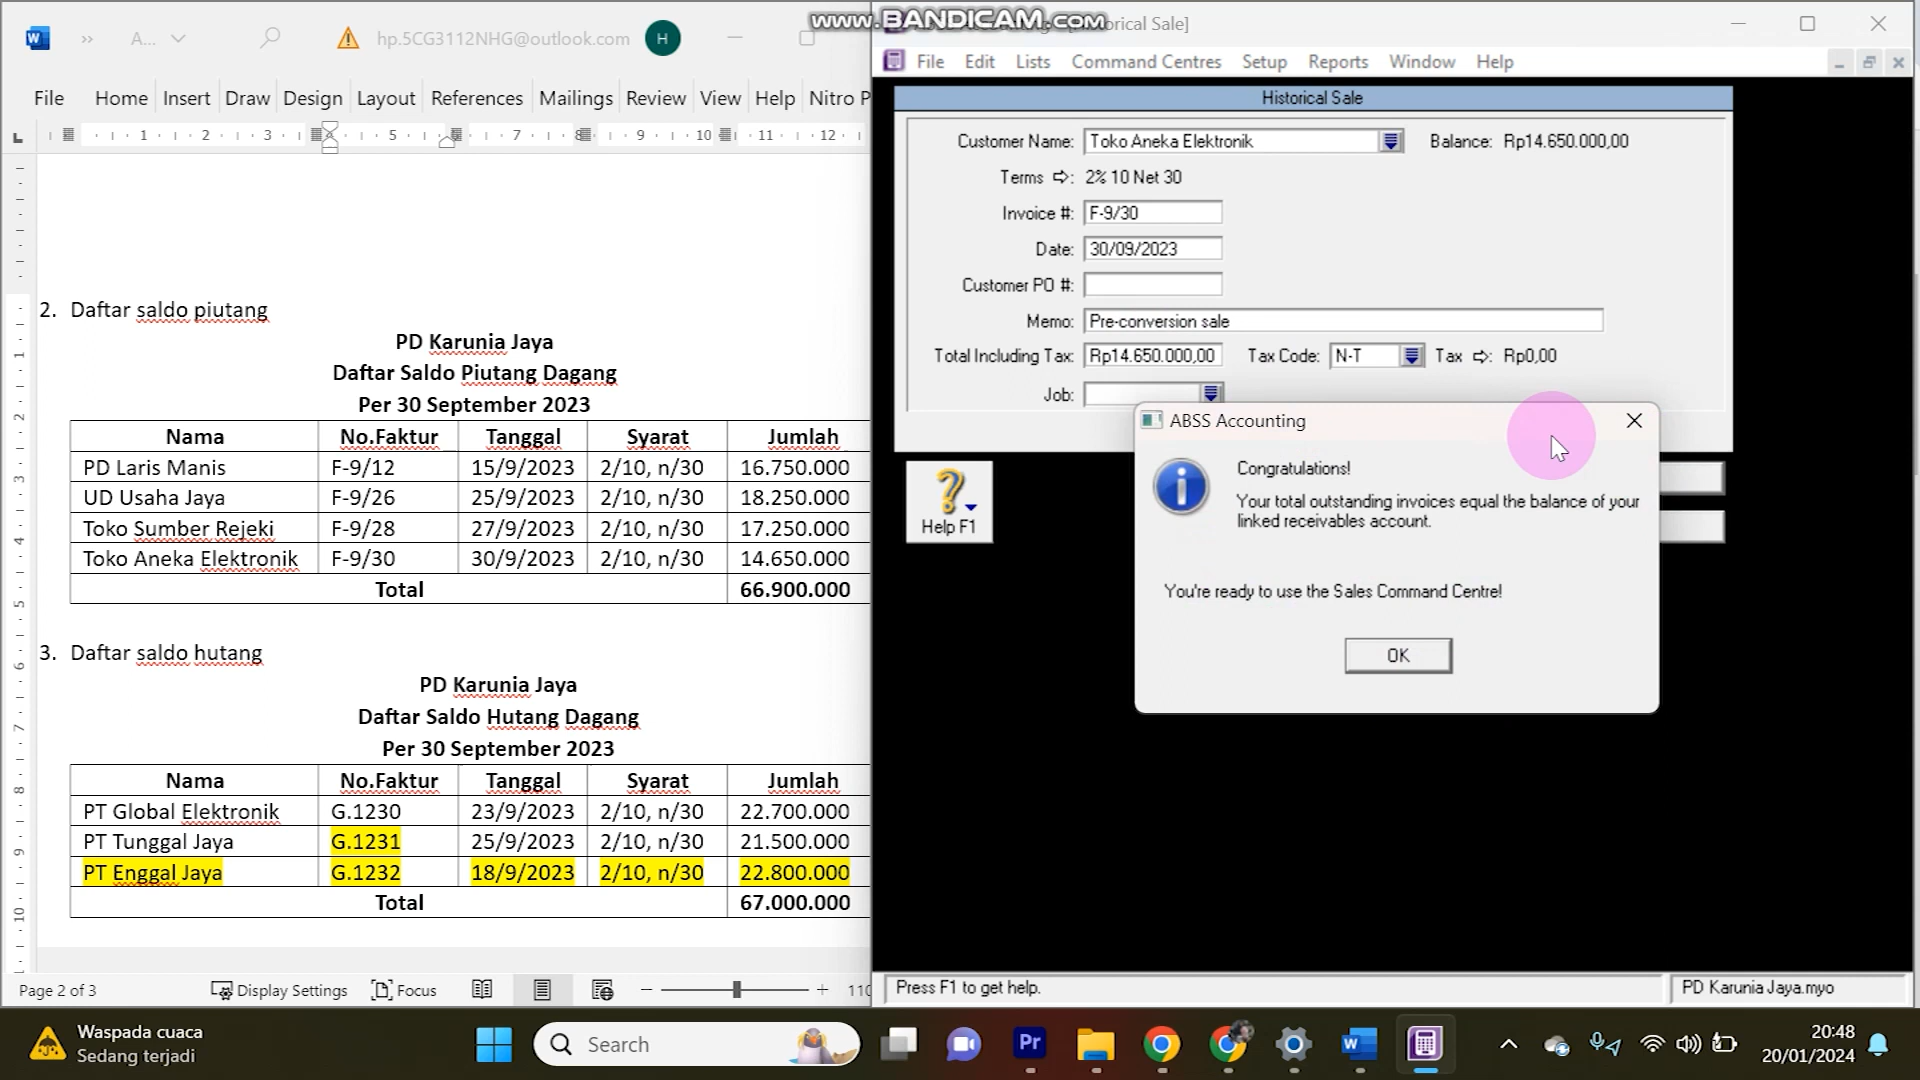 www.BANDICAM.com
A...
hp.5CG3112NHG@outlook.com
H
File Home Insert Draw Design Layout References Mailings Review View Help Nitro P
1 2 3 5 7 8 9 10 11 12
2. Daftar saldo piutang
PD Karunia Jaya
Daftar Saldo Piutang Dagang
Per 30 September 2023
Nama No.Faktur Tanggal Syarat Jumlah
PD Laris Manis F-9/12 15/9/2023 2/10, n/30 16.750.000
UD Usaha Jaya F-9/26 25/9/2023 2/10, n/30 18.250.000
Toko Sumber Rejeki F-9/28 27/9/2023 2/10, n/30 17.250.000
Toko Aneka Elektronik F-9/30 30/9/2023 2/10, n/30 14.650.000
Total 66.900.000
3. Daftar saldo hutang
PD Karunia Jaya
Daftar Saldo Hutang Dagang
Per 30 September 2023
Nama No.Faktur Tanggal Syarat Jumlah
PT Global Elektronik G.1230 23/9/2023 2/10, n/30 22.700.000
PT Tunggal Jaya G.1231 25/9/2023 2/10, n/30 21.500.000
PT Enggal Jaya G.1232 18/9/2023 2/10, n/30 22.800.000
Total 67.000.000
Page 2 of 3 Display Settings Focus 110
istorical Sale]
File Edit Lists Command Centres Setup Reports Window Help
Historical Sale
Customer Name: Toko Aneka Elektronik Balance: Rp14.650.000,00
Terms : 2% 10 Net 30
Invoice #: F-9/30
Date: 30/09/2023
Customer PO #:
Memo: Pre-conversion sale
Total Including Tax: Rp14.650.000,00 Tax Code: N-T Tax : Rp0,00
Job:
Help F1
ABSS Accounting
Congratulations!
Your total outstanding invoices equal the balance of your
linked receivables account.
You're ready to use the Sales Command Centre!
OK
Press F1 to get help. PD Karunia Jaya.myo
Waspada cuaca
Sedang terjadi
Search
Pr
20:48
20/01/2024